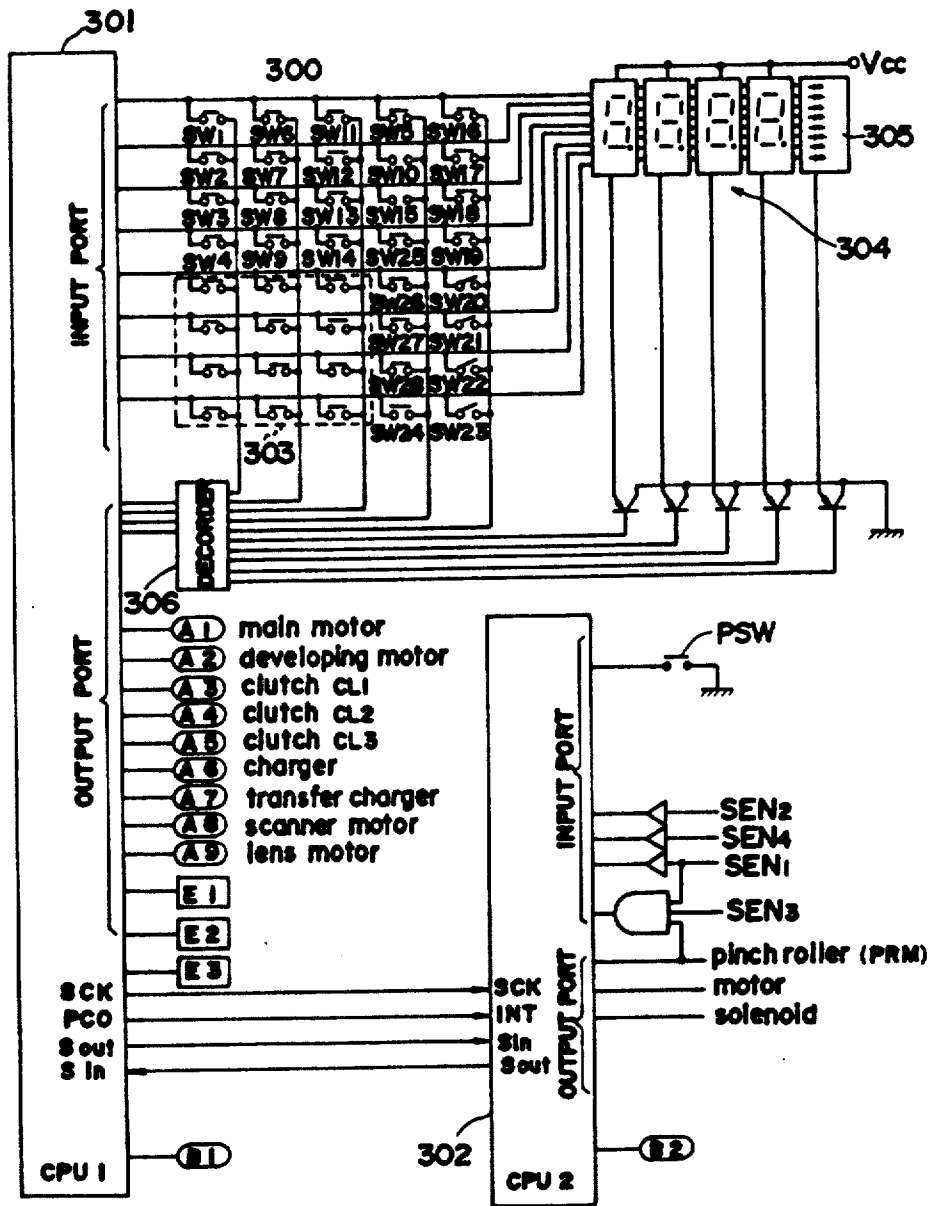 301
300
Vcc
SW1 SW6 SW11 SW5 SW16
305
SW2 SW7 SW12 SW10 SW17
SW3 SW8 SW13 SW15 SW18
304
SW4 SW9 SW14 SW25 SW19
SW26 SW20
SW27 SW21
SW28 SW22
303
SW24 SW23
INPUT PORT
DECORDER
306
OUTPUT PORT
A1 main motor
A2 developing motor
A3 clutch CL1
A4 clutch CL2
A5 clutch CL3
A6 charger
A7 transfer charger
A8 scanner motor
A9 lens motor
E1
E2
E3
PSW
INPUT PORT
SEN2
SEN4
SEN1
SEN3
OUTPUT PORT
pinch roller (PRM)
motor
solenoid
SCK SCK
PCO INT
Sout Sin
Sin Sout
302
B1 B2
CPU 1 CPU 2